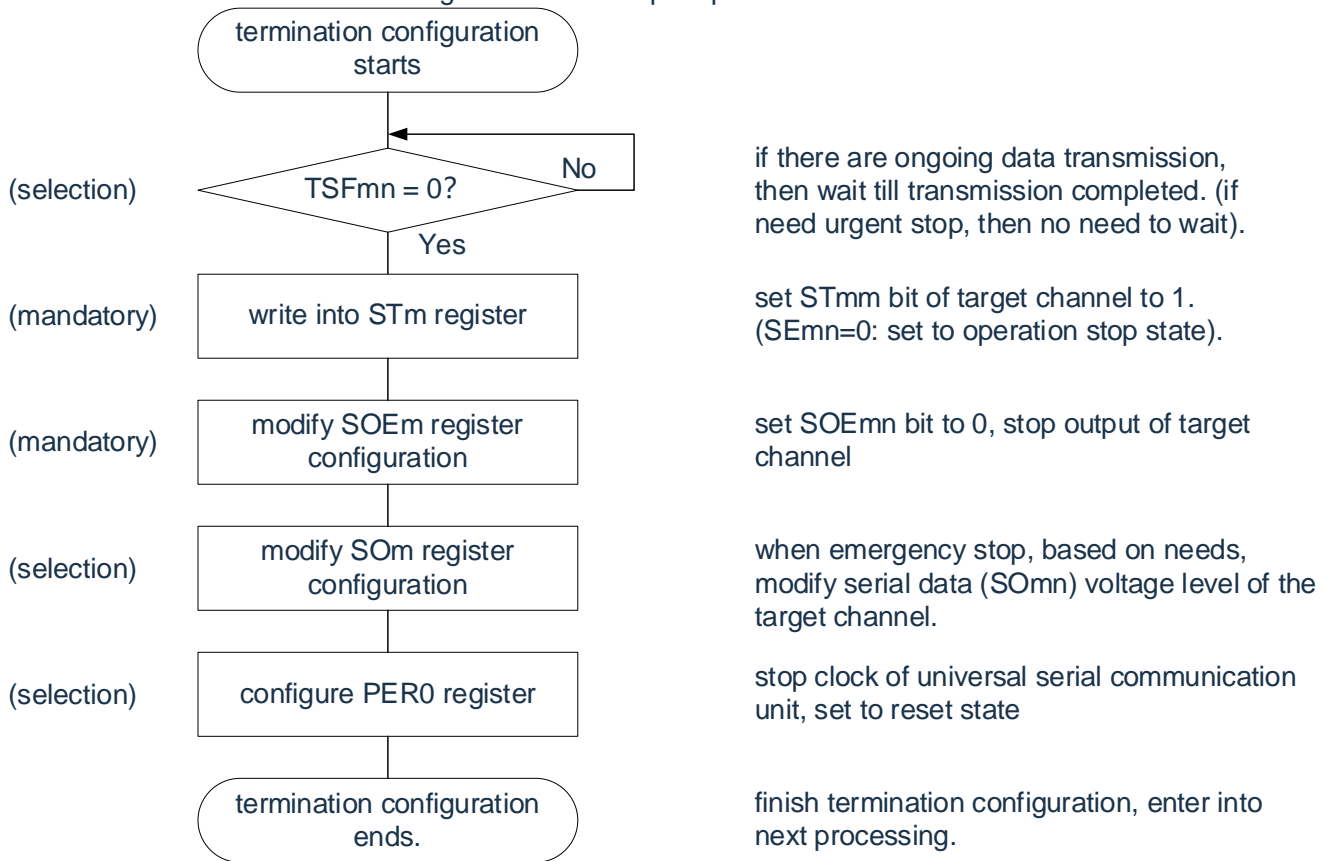 termination configuration
starts
(selection)
TSFmn = 0?
No
Yes
if there are ongoing data transmission,
then wait till transmission completed. (if
need urgent stop, then no need to wait).
(mandatory)
write into STm register
set STmm bit of target channel to 1.
(SEmn=0: set to operation stop state).
(mandatory)
modify SOEm register
configuration
set SOEmn bit to 0, stop output of target
channel
(selection)
modify SOm register
configuration
when emergency stop, based on needs,
modify serial data (SOmn) voltage level of the
target channel.
(selection)
configure PER0 register
stop clock of universal serial communication
unit, set to reset state
termination configuration
ends.
finish termination configuration, enter into
next processing.